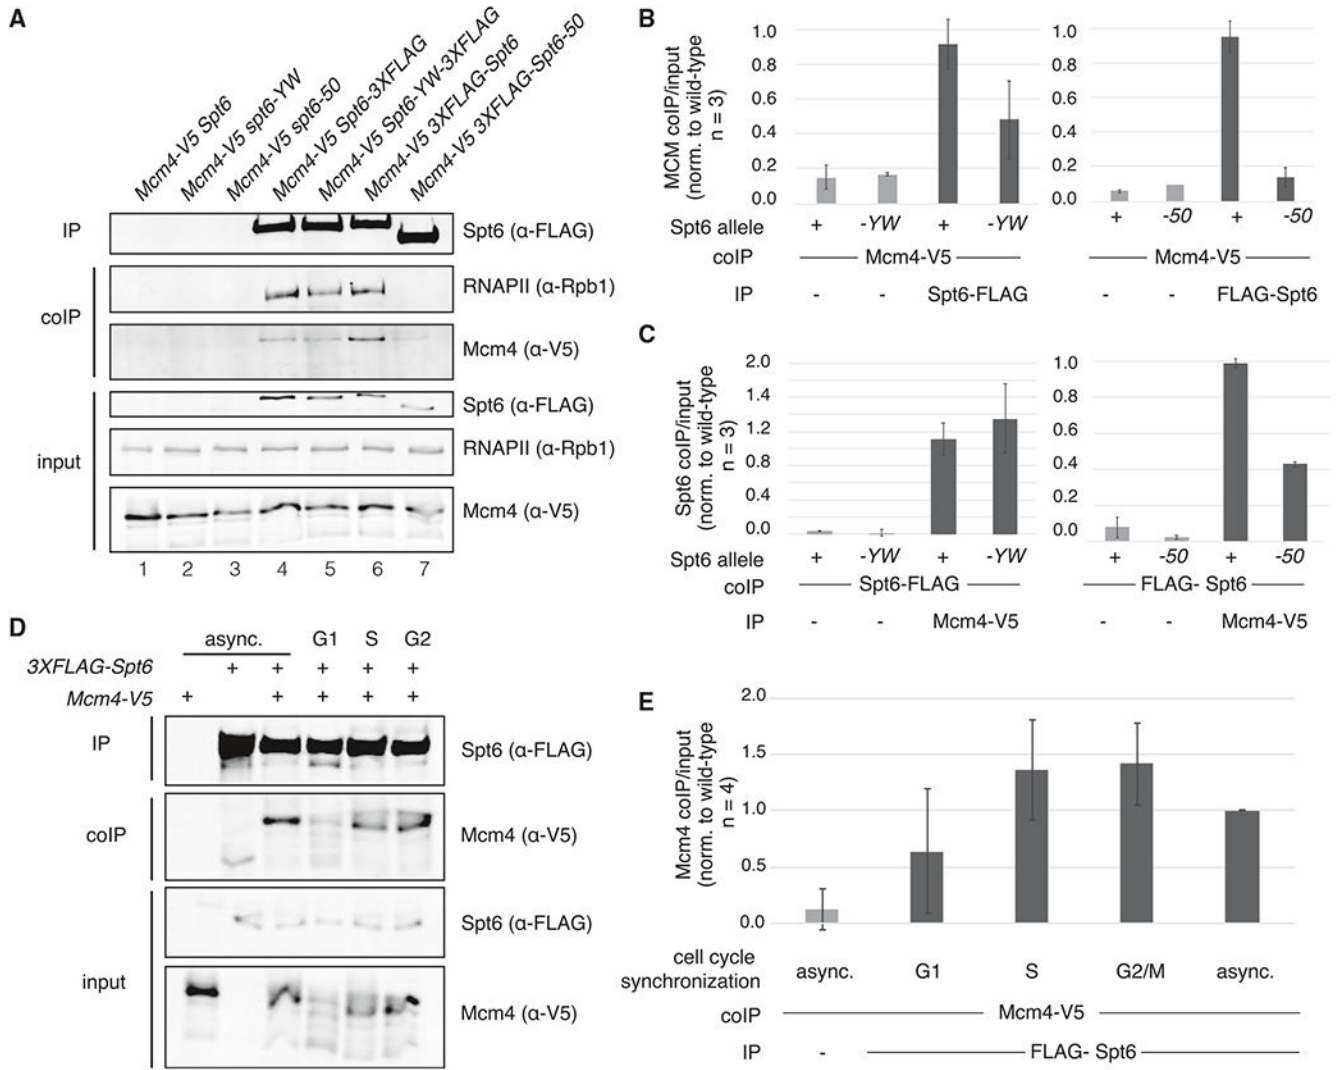 A
Mcm4-V5 Spt6
Mcm4-V5 spt6-YW
Mcm4-V5 spt6-50
Mcm4-V5 Spt6-3XFLAG
Mcm4-V5 Spt6-YW-3XFLAG
Mcm4-V5 3XFLAG-Spt6
Mcm4-V5 3XFLAG-Spt6-50
IP
Spt6 (α-FLAG)
coIP
RNAPII (α-Rpb1)
Mcm4 (α-V5)
input
Spt6 (α-FLAG)
RNAPII (α-Rpb1)
Mcm4 (α-V5)
1 2 3 4 5 6 7
B
MCM coIP/input
(norm. to wild-type
n = 3)
1.0
0.8
0.6
0.4
0.2
0.0
1.0
0.8
0.6
0.4
0.2
0.0
Spt6 allele + -YW + -YW + -50 + -50
coIP Mcm4-V5 Mcm4-V5
IP - - Spt6-FLAG - - FLAG-Spt6
C
Spt6 coIP/input
(norm. to wild-type
n = 3)
2.0
1.4
1.2
0.8
0.4
0.0
1.0
0.8
0.6
0.4
0.2
0.0
Spt6 allele + -YW + -YW + -50 + -50
coIP Spt6-FLAG FLAG- Spt6
IP - - Mcm4-V5 - - Mcm4-V5
D
async. G1 S G2
3XFLAG-Spt6 + + + + +
Mcm4-V5 + + + + +
IP
Spt6 (α-FLAG)
coIP
Mcm4 (α-V5)
input
Spt6 (α-FLAG)
Mcm4 (α-V5)
E
Mcm4 coIP/input
(norm. to wild-type
n = 4)
2.0
1.5
1.0
0.5
0.0
cell cycle
synchronization async. G1 S G2/M async.
coIP Mcm4-V5
IP - FLAG- Spt6